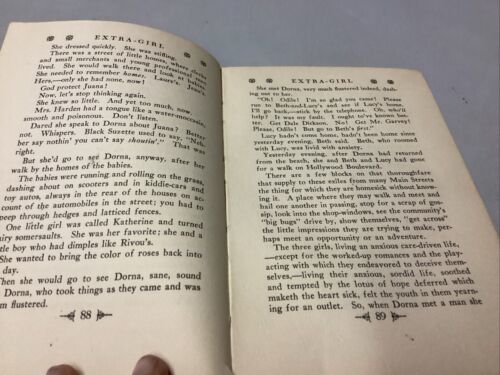 EXTRA-GIRL
She dressed quickly. She was stifling.
There was a street of little homes, where clerks
and small merchants and young professional men
lived. She would walk there and look at babies.
She needed to remember homes. Laure's. Jene's.
Hers—only she had none, now!
God protect Juana!
Now, let's stop thinking again.
She knew so little. And yet too much, now
Mrs. Harden had a tongue like a water-moccasin,
smooth and poisonous. Don't listen.
Dared she speak to Dorna about Juana? Better
not. Whispers. Black Suzette used to say, "Neb-
ber say nothin' you can't say shoutin'." That was
right.
But she'd go see Dorna, anyway, after her
walk by the homes of the babies.
The babies were running and rolling on the grass,
dashing about on scooters and in kiddie-cars and
toy autos, always in the rear of the houses on ac-
count of the automobiles in the street; you had to
peep through hedges and latticed fences.
One little girl was called Katherine and turned
airy somersaults. She was her favorite; she and a
little boy who had dimples like Rivou's.
She wanted to bring the color of roses back into
day.
Then she would go to see Dorna, sane, sound
Dorna, who took things as they came and was
flustered.
88
EXTRA-GIRL
She met Dorna, very much flustered indeed, dash-
ing out to her.
"Oh! Odile! I'm so glad you came! Please
run to Beth-and-Lucy's and see if Lucy's home.
I'll be here, stickin' by the telephone. Oh, why'd I
let her? It was my fault. I ought to've known bet-
ter. Get Dale Dickson. No! Get Mr. Garvey!
Please, Odile! But go to Beth's first."
Lucy hadn't come home, hadn't been home since
yesterday evening, Beth said. Beth, who roomed
with Lucy, was livid with anxiety.
Yesterday evening, after Dorna had returned
from the beach, she and Beth and Lucy had gone
for a walk on Hollywood Boulevard.
There are a few blocks on that thoroughfare
that supply to these exiles from many Main Streets
the thing for which they are homesick without know-
ing it. A place where they may walk and meet and
hail one another in passing, stop for a scrap of gos-
sip, look into the shop-windows, see the community's
"big bugs" drive by, show themselves, "get across"
the little impressions they are trying to make, per-
haps meet an opportunity or an adventure.
The three girls, living an anxious care-driven life,
—except for the worked-up romances and the play-
acting with which they endeavored to deceive them-
selves,—living their anxious, sordid life, soothed
and tempted by the lotus of hope deferred which
maketh the heart sick, felt the youth in them yearn-
ing for an outlet. So, when Dorna met a man she
89